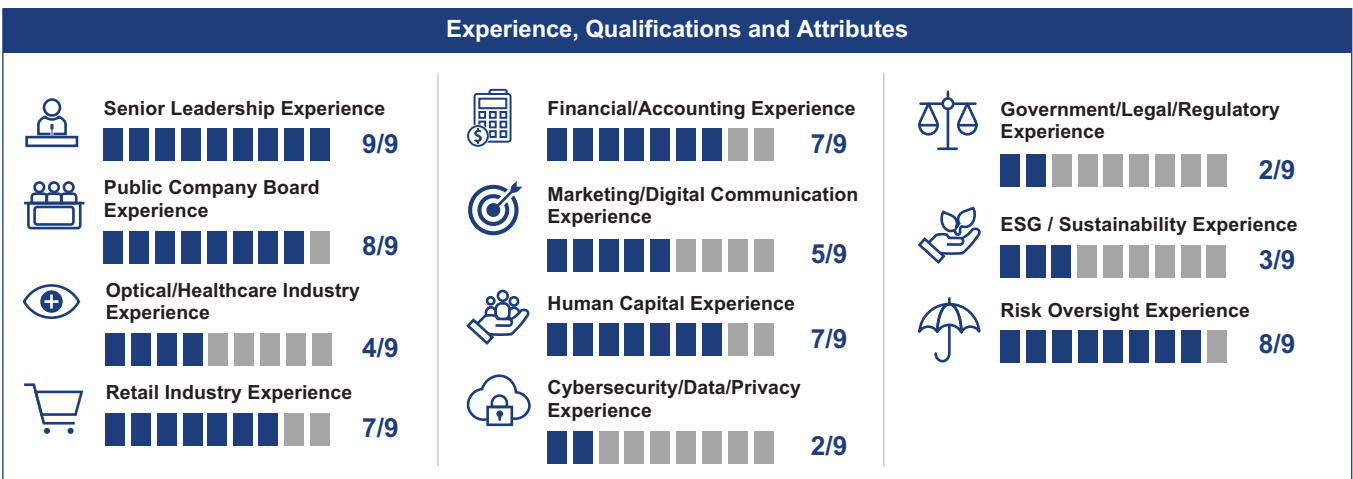 Experience, Qualifications and Attributes
Senior Leadership Experience
9/9
Public Company Board
Experience
8/9
Optical/Healthcare Industry
Experience
4/9
Retail Industry Experience
7/9
$
Financial/Accounting Experience
7/9
Marketing/Digital Communication
Experience
5/9
Human Capital Experience
7/9
Cybersecurity/Data/Privacy
Experience
2/9
Government/Legal/Regulatory
Experience
2/9
ESG / Sustainability Experience
3/9
Risk Oversight Experience
8/9